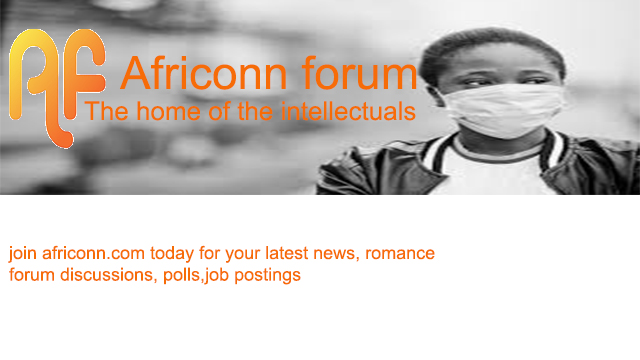 AF
Africonn forum
The home of the intellectuals
join africonn.com today for your latest news, romance
forum discussions, polls,job postings